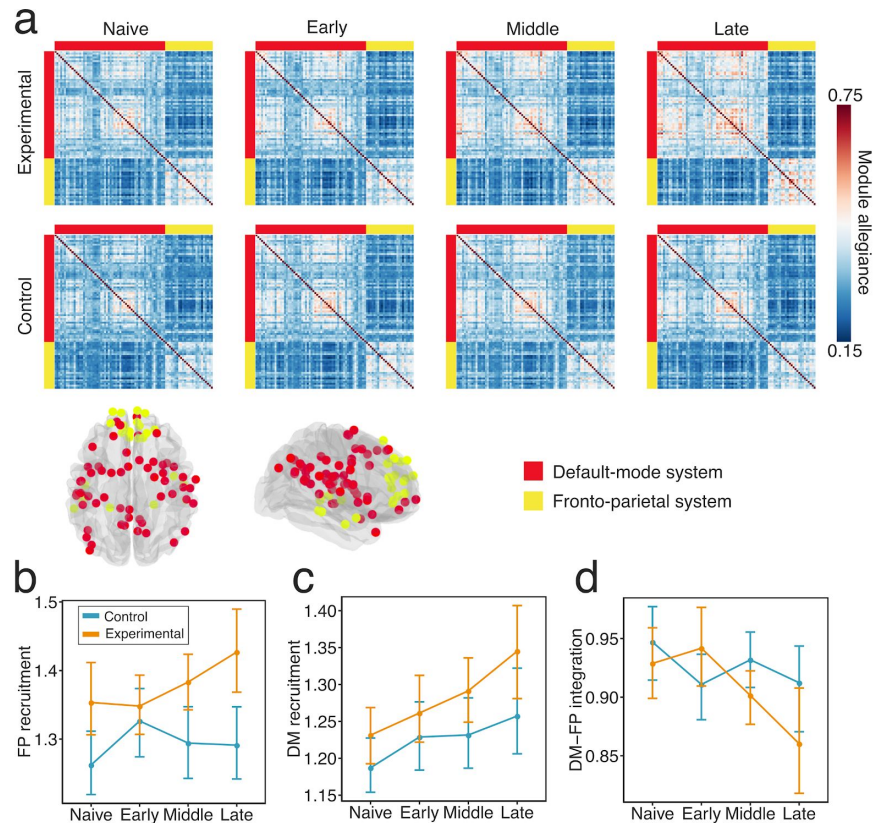 a
Naive Early Middle Late
Experimental
Control
0.75
Module allegiance
0.15
Default-mode system
Fronto-parietal system
b
FP recruitment
1.5
1.4
1.3
Control
Experimental
Naive Early Middle Late
c
DM recruitment
1.40
1.35
1.30
1.25
1.20
1.15
Naive Early Middle Late
d
DM–FP integration
0.95
0.90
0.85
Naive Early Middle Late